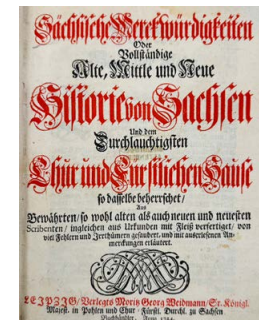 Sächsische Merckwürdigkeiten
Oder
Vollständige
Alte, Mittle und Neue
Historie von Sachsen
Und dem
Durchlauchtigsten
Chur und Fürstlichen Hause
so dasselbe beherrschet/
Aus
Bewährten/ so wohl alten als auch neuen und neuesten
Scribenten/ ingleichen aus Urkunden mit Fleiß verfertiget/ von
viel Fehlern und Irrthümern gesaubert, und mit auserlesenen An-
merckungen erläutert.
LEIPZIG/ Verlegts Moritz Georg Weidmann/ Sr. Königl.
Majest. in Pohlen und Chur-Fürstl. Durchl. zu Sachsen
Buchhändler,